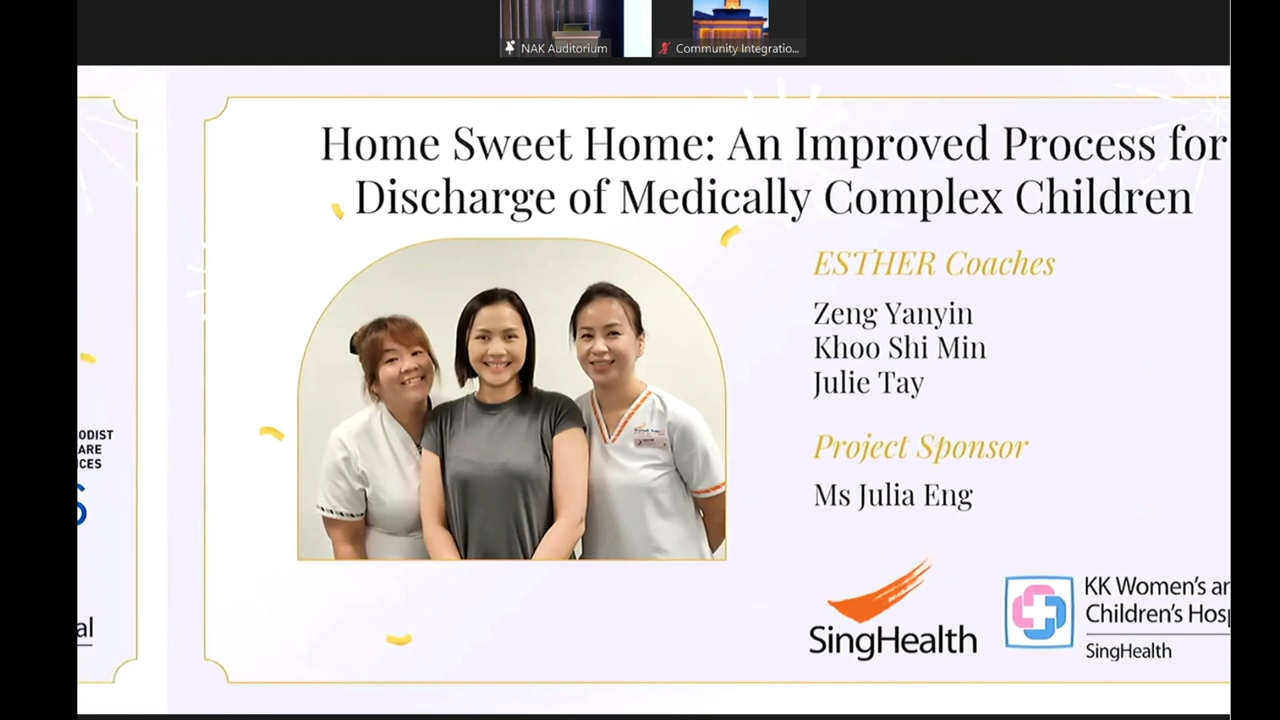 NAK Auditorium
Community Integratio...
Home Sweet Home: An Improved Process for
Discharge of Medically Complex Children
ESTHER Coaches
Zeng Yanyin
Khoo Shi Min
Julie Tay
Project Sponsor
Ms Julia Eng
SingHealth
KK Women's an
Children's Hosp
SingHealth
ODIST
ARE
CES
S
al